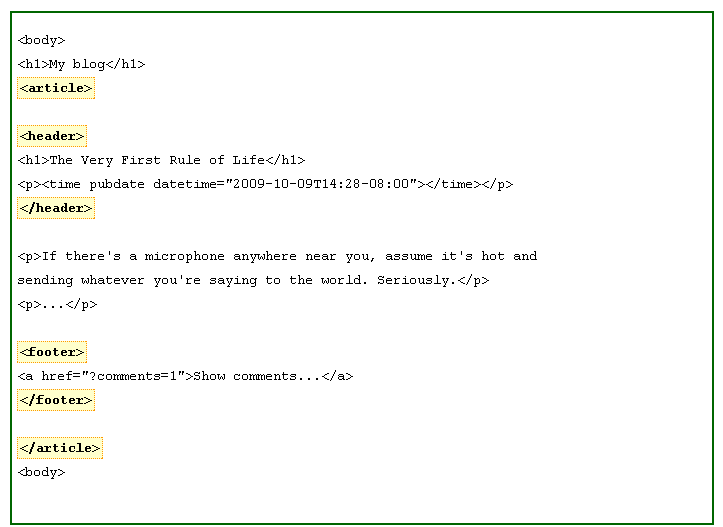 <body>
<h1>My blog</h1>
<article>
<header>
<h1>The Very First Rule of Life</h1>
<p><time pubdate datetime="2009-10-09T14:28-08:00"></time></p>
</header>
<p>If there's a microphone anywhere near you, assume it's hot and
sending whatever you're saying to the world. Seriously.</p>
<p>...</p>
<footer>
<a href="?comments=1">Show comments...</a>
</footer>
</article>
<body>